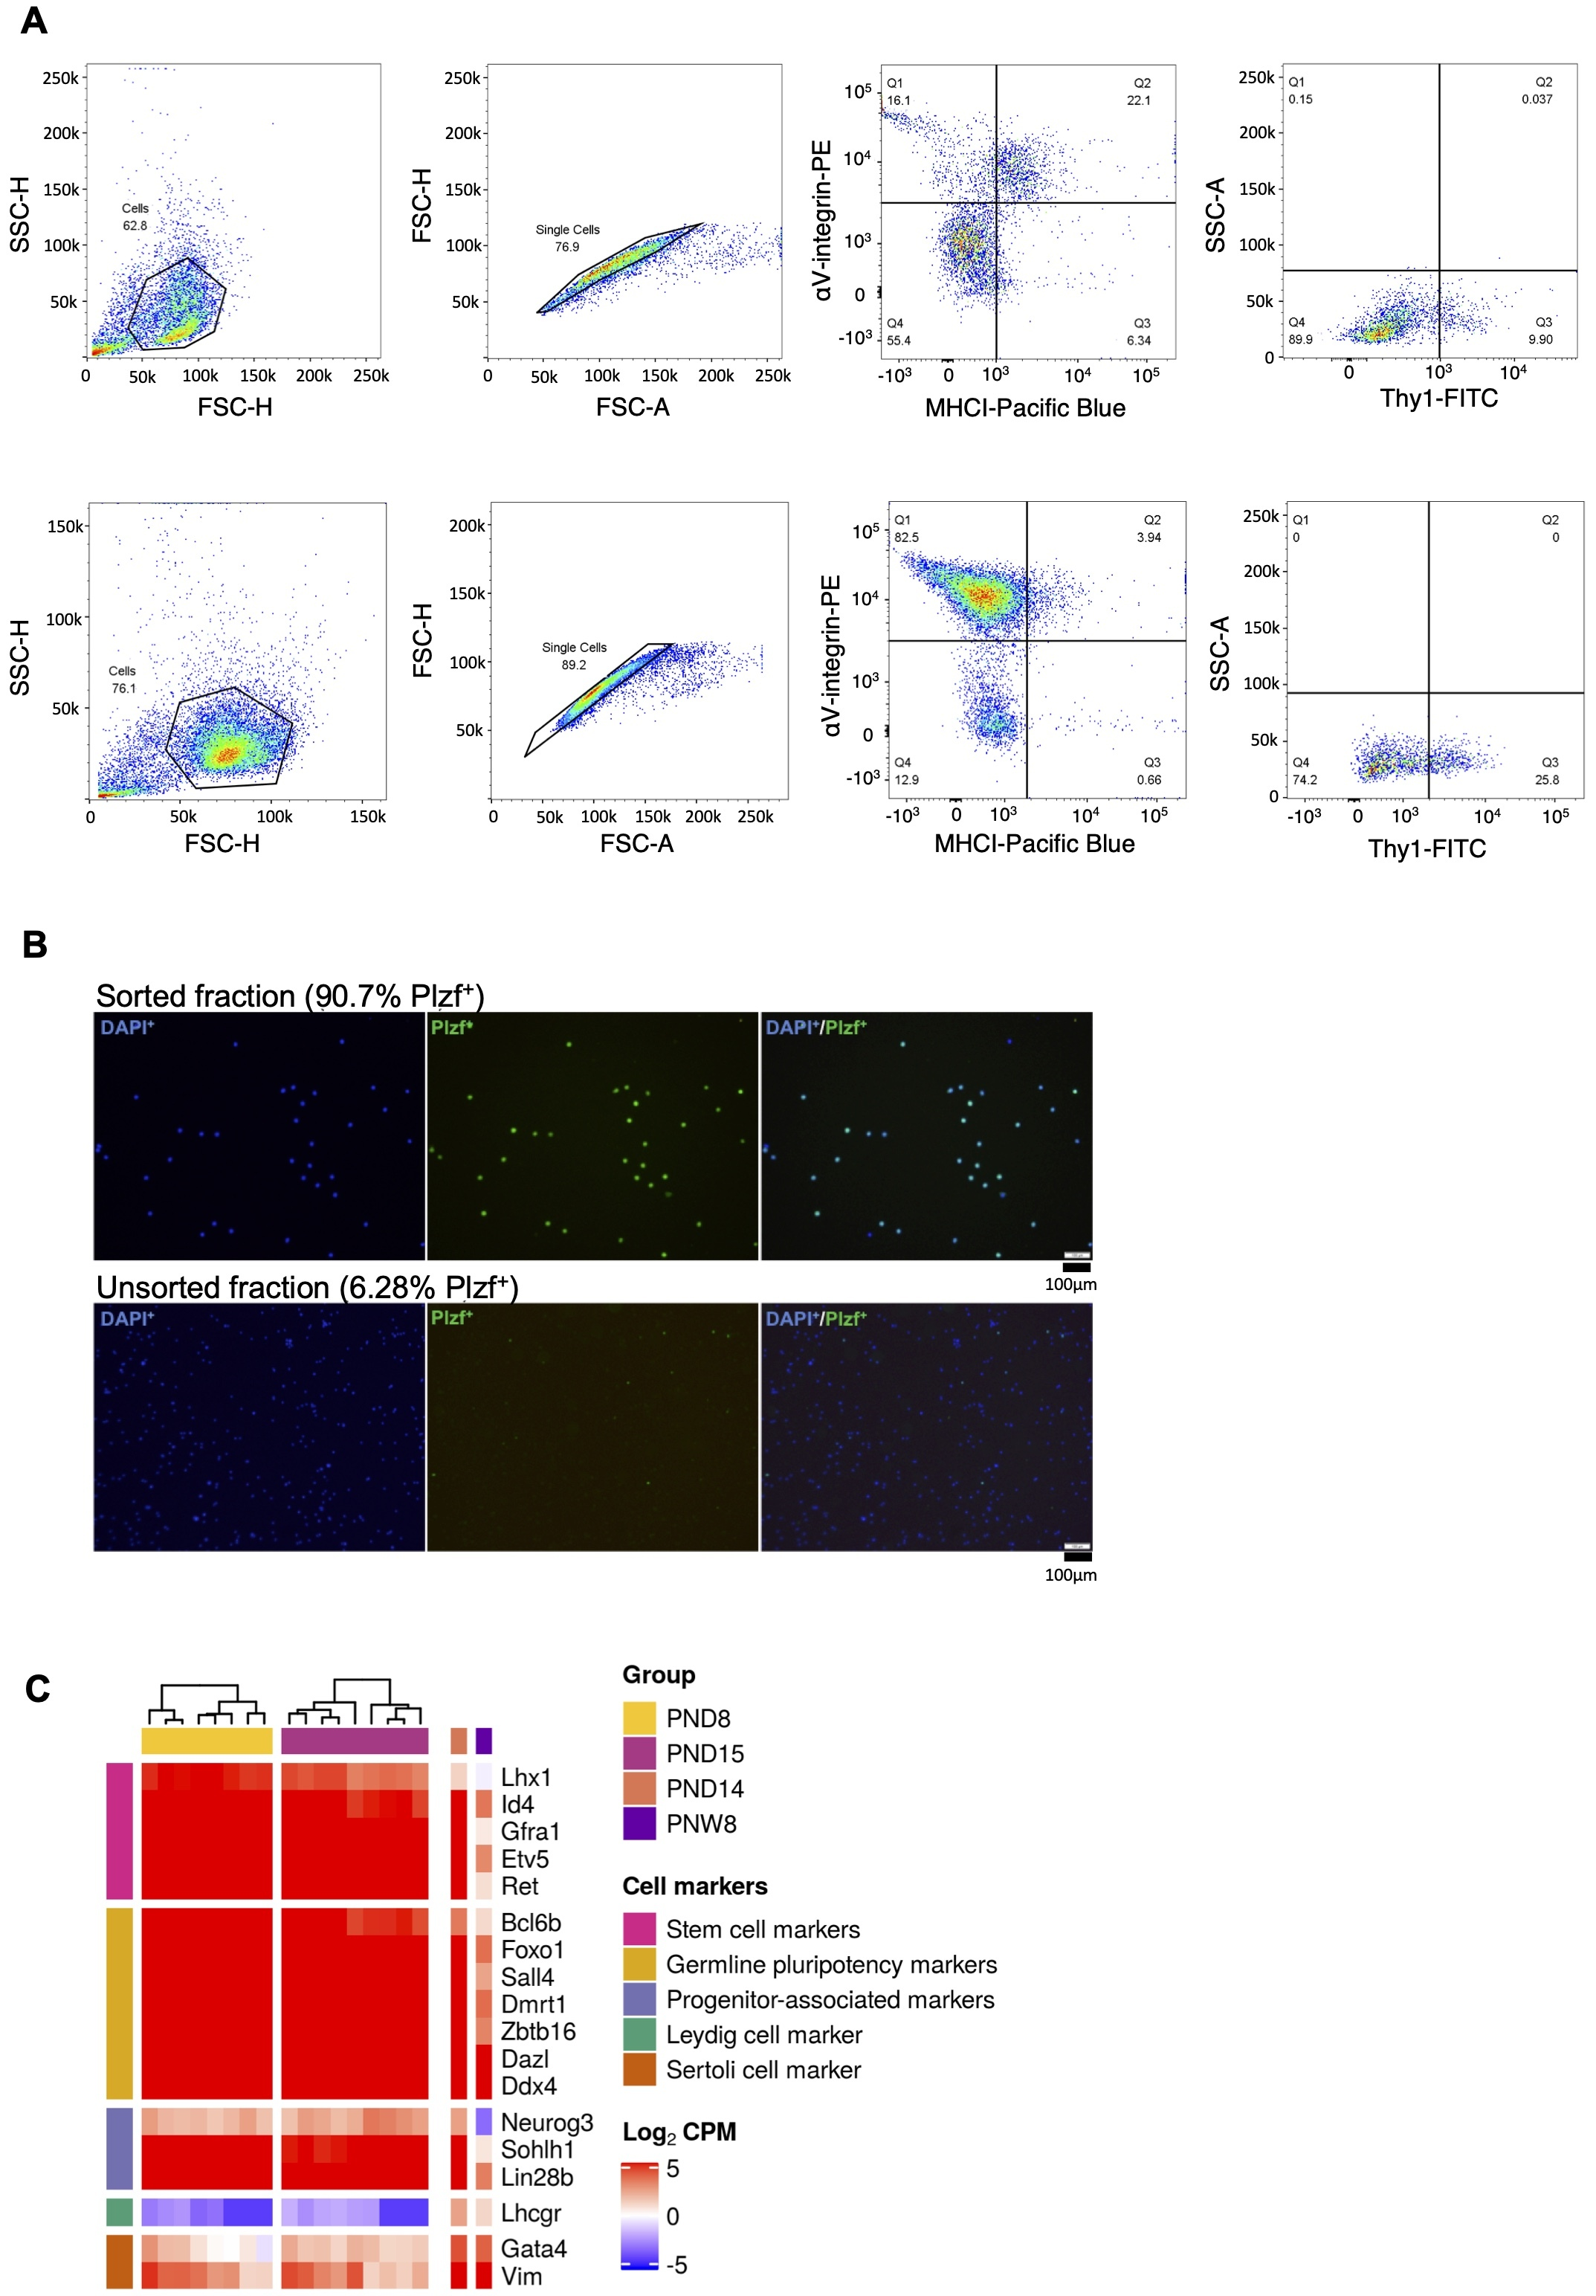 A
250k
200k
150k
100k
50k
0
SSC-H
Cells
62.8
0 50k 100k 150k 200k 250k
FSC-H
250k
200k
150k
100k
50k
0
FSC-H
Single Cells
76.9
0 50k 100k 150k 200k 250k
FSC-A
10⁵
10⁴
10³
0
-10³
αV-integrin-PE
Q1
16.1
Q2
22.1
Q4
55.4
Q3
6.34
-10³ 0 10³ 10⁴ 10⁵
MHCI-Pacific Blue
250k
200k
150k
100k
50k
0
SSC-A
Q1
0.15
Q2
0.037
Q4
89.9
Q3
9.90
0 10³ 10⁴
Thy1-FITC
150k
100k
50k
SSC-H
Cells
76.1
0 50k 100k 150k
FSC-H
200k
150k
100k
50k
FSC-H
Single Cells
89.2
0 50k 100k 150k 200k 250k
FSC-A
10⁵
10⁴
10³
0
-10³
αV-integrin-PE
Q1
82.5
Q2
3.94
Q4
12.9
Q3
0.66
-10³ 0 10³ 10⁴ 10⁵
MHCI-Pacific Blue
250k
200k
150k
100k
50k
0
SSC-A
Q1
0
Q2
0
Q4
74.2
Q3
25.8
-10³ 0 10³ 10⁴ 10⁵
Thy1-FITC
B
Sorted fraction (90.7% Plzf⁺)
DAPI⁺
Plzf⁺
DAPI⁺/Plzf⁺
100µm
Unsorted fraction (6.28% Plzf⁺)
DAPI⁺
Plzf⁺
DAPI⁺/Plzf⁺
100µm
C
Lhx1
Id4
Gfra1
Etv5
Ret
Bcl6b
Foxo1
Sall4
Dmrt1
Zbtb16
Dazl
Ddx4
Neurog3
Sohlh1
Lin28b
Lhcgr
Gata4
Vim
Group
PND8
PND15
PND14
PNW8
Cell markers
Stem cell markers
Germline pluripotency markers
Progenitor-associated markers
Leydig cell marker
Sertoli cell marker
Log₂ CPM
5
0
-5